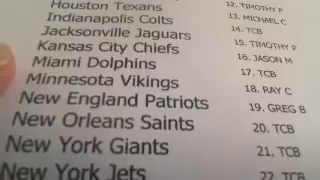 Houston Texans
Indianapolis Colts
Jacksonville Jaguars
Kansas City Chiefs
Miami Dolphins
Minnesota Vikings
New England Patriots
New Orleans Saints
New York Giants
New York Jets
12. TIMOTHY P
13. MICHAEL C
14. TCB
15. TIMOTHY P
16. JASON M
17. TCB
18. RAY C
19. GREG B
20. TCB
21. TCB
22. TCB